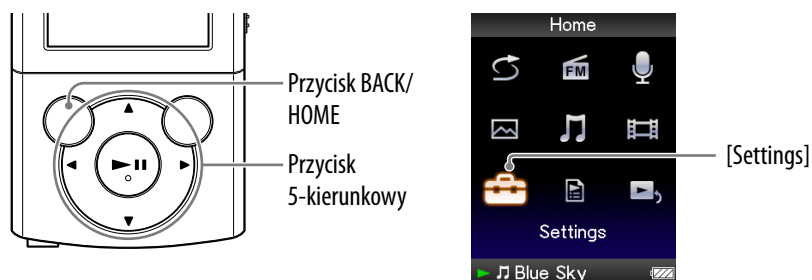 Przycisk BACK/
HOME
Przycisk
5-kierunkowy
Home
FM
[Settings]
Settings
Blue Sky